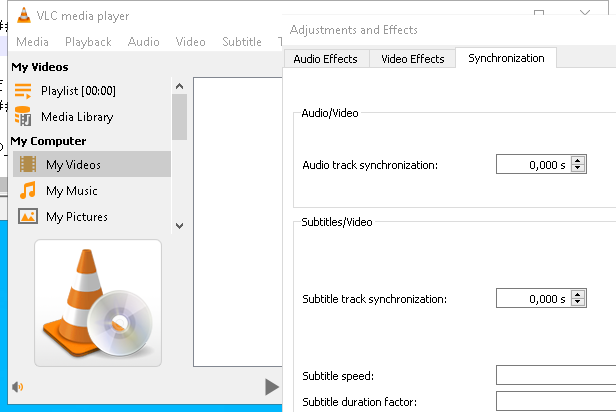 VLC media player
Media Playback Audio Video Subtitle
My Videos
Playlist [00:00]
Media Library
My Computer
My Videos
My Music
My Pictures
Adjustments and Effects
Audio Effects Video Effects Synchronization
Audio/Video
Audio track synchronization: 0,000 s
Subtitles/Video
Subtitle track synchronization: 0,000 s
Subtitle speed:
Subtitle duration factor: